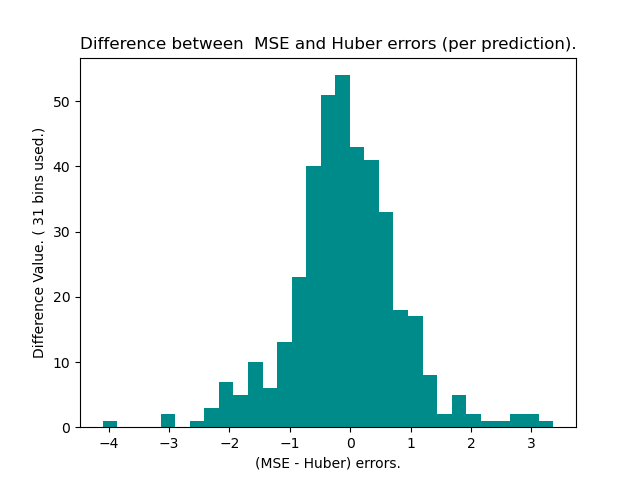 Difference between  MSE and Huber errors (per prediction).
50
40
30
20
10
0
Difference Value. ( 31 bins used.)
−4 −3 −2 −1 0 1 2 3
(MSE - Huber) errors.